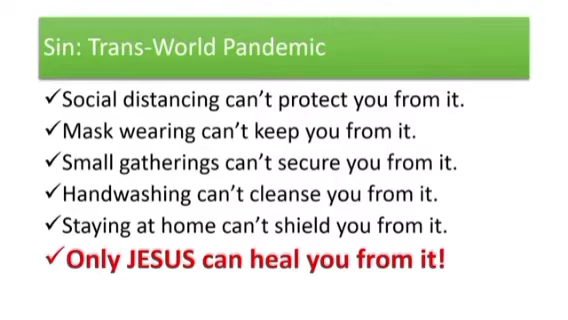 Sin: Trans-World Pandemic
✓Social distancing can't protect you from it.
✓Mask wearing can't keep you from it.
✓Small gatherings can't secure you from it.
✓Handwashing can't cleanse you from it.
✓Staying at home can't shield you from it.
✓Only JESUS can heal you from it!